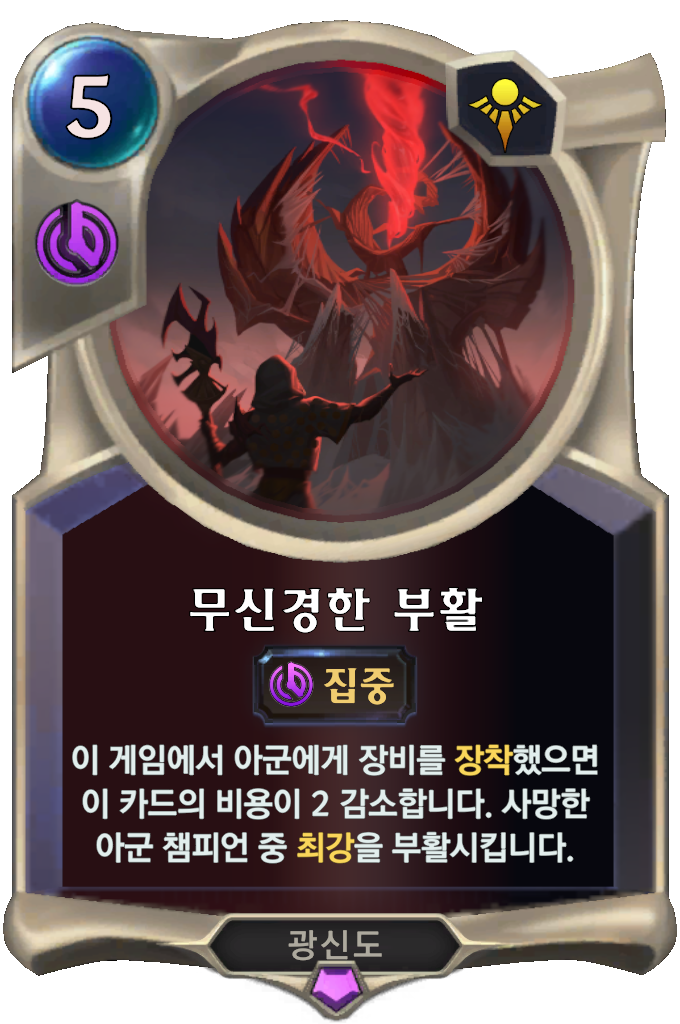 5
무신경한 부활
집중
이 게임에서 아군에게 장비를 장착했으면
이 카드의 비용이 2 감소합니다. 사망한
아군 챔피언 중 최강을 부활시킵니다.
광신도